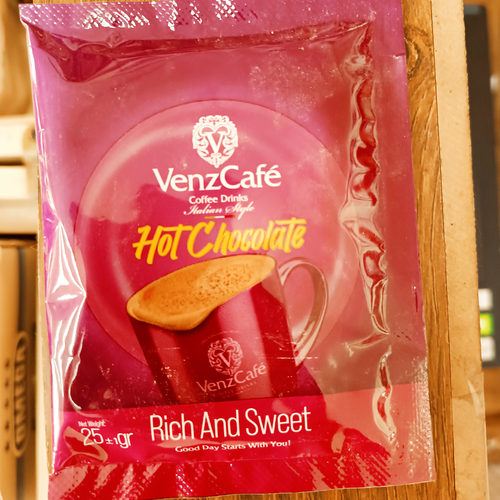 V
VenzCafé
Coffee Drinks
Italian Style
Hot Chocolate
V
VenzCafé
Net Weight:
25±1gr
Rich And Sweet
Good Day Starts With You!